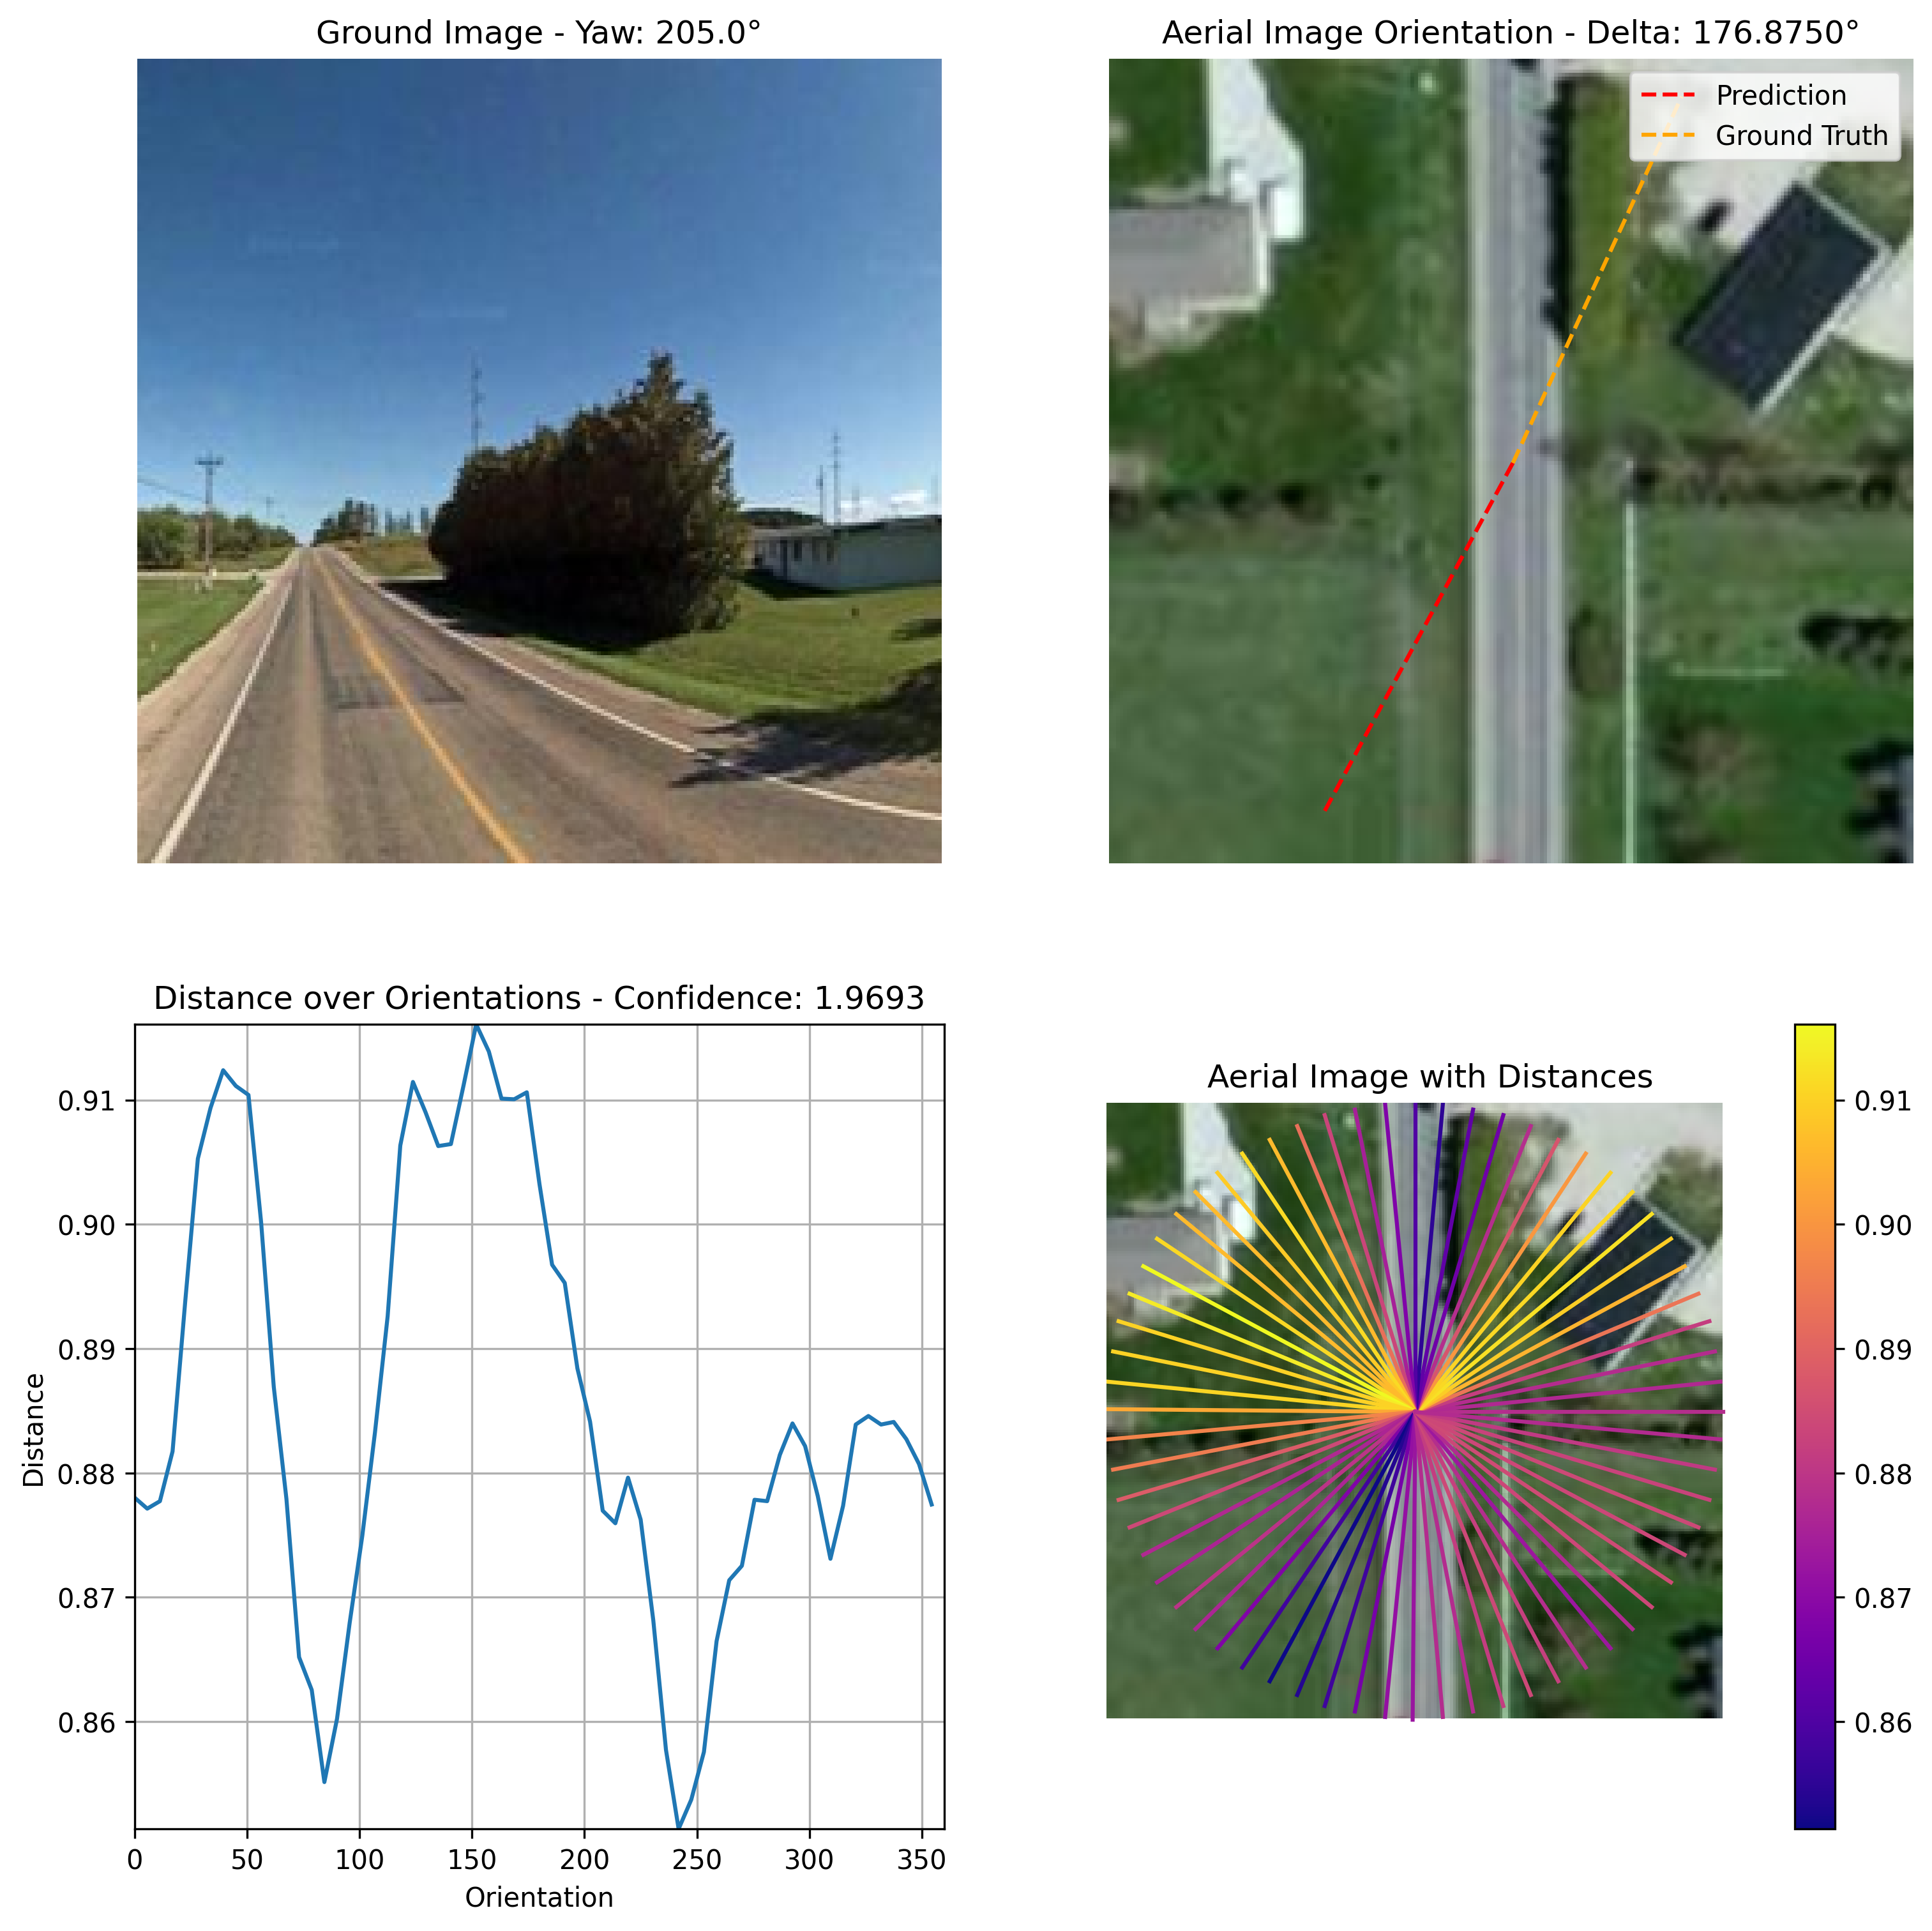 Ground Image - Yaw: 205.0°
Aerial Image Orientation - Delta: 176.8750°
Prediction
Ground Truth
Distance over Orientations - Confidence: 1.9693
0.91
0.90
0.89
0.88
0.87
0.86
Distance
0
50
100
150
200
250
300
350
Orientation
Aerial Image with Distances
0.91
0.90
0.89
0.88
0.87
0.86